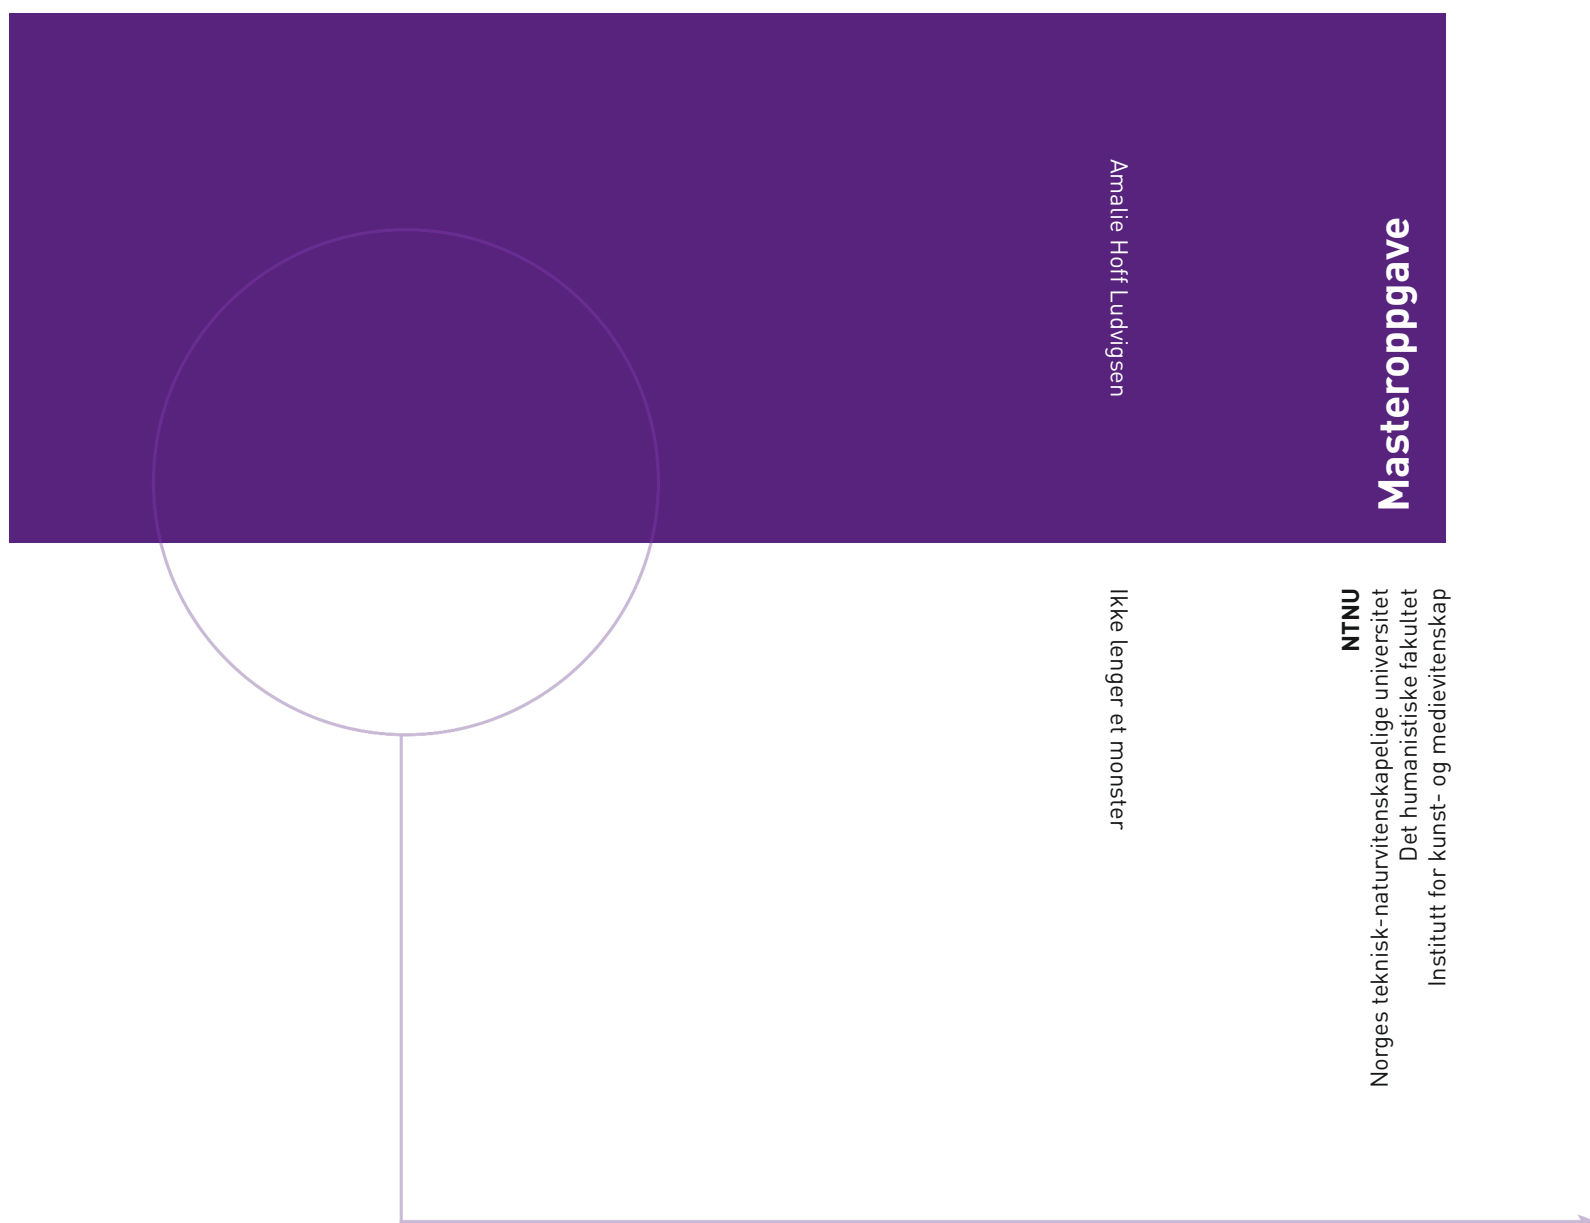 Amalie Hoff Ludvigsen
Ikke lenger et monster
Masteroppgave
NTNU
Norges teknisk-naturvitenskapelige universitet
Det humanistiske fakultet
Institutt for kunst- og medievitenskap